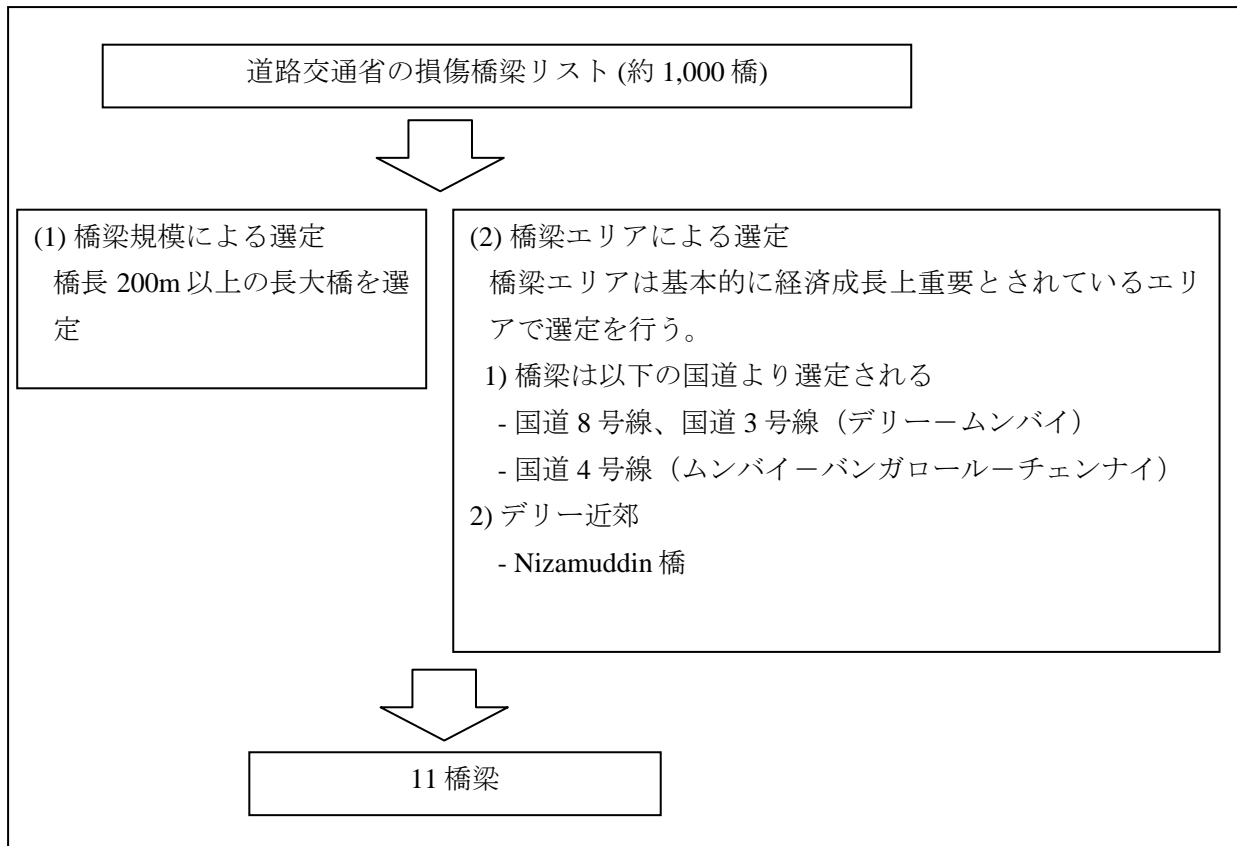 道路交通省の損傷橋梁リスト (約 1,000 橋)
(1) 橋梁規模による選定
橋長 200m 以上の長大橋を選
定
(2) 橋梁エリアによる選定
橋梁エリアは基本的に経済成長上重要とされているエリ
アで選定を行う。
1) 橋梁は以下の国道より選定される
- 国道 8 号線、国道 3 号線（デリー－ムンバイ）
- 国道 4 号線（ムンバイ－バンガロール－チェンナイ）
2) デリー近郊
- Nizamuddin 橋
11 橋梁